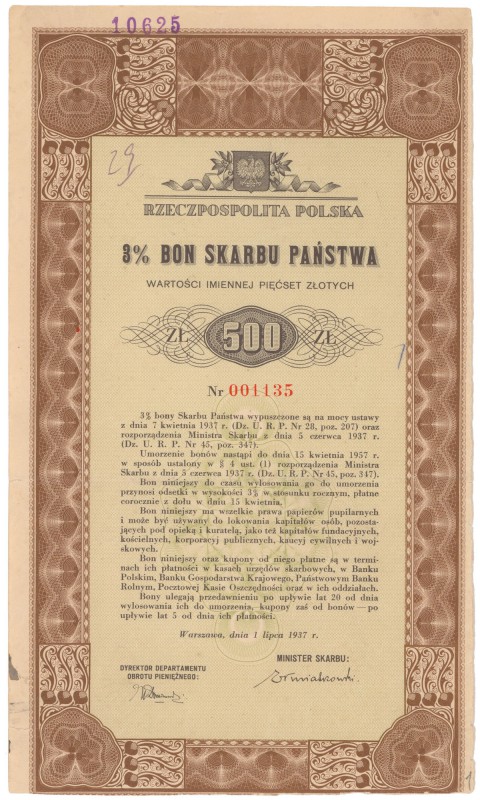 10625
29
RZECZPOSPOLITA POLSKA
3% BON SKARBU PAŃSTWA
WARTOŚCI IMIENNEJ PIĘĆSET ZŁOTYCH
ZŁ 500 ZŁ
Nr 001135
3% bony Skarbu Państwa wypuszczone są na mocy ustawy
z dnia 7 kwietnia 1937 r. (Dz. U. R. P. Nr 28, poz. 207) oraz
rozporządzenia Ministra Skarbu z dnia 5 czerwca 1937 r.
(Dz. U. R. P. Nr 45, poz. 347).
Umorzenie bonów nastąpi do dnia 15 kwietnia 1957 r.
w sposób ustalony w § 4 ust. (1) rozporządzenia Ministra
Skarbu z dnia 5 czerwca 1937 r. (Dz. U. R. P. Nr 45, poz. 347).
Bon niniejszy do czasu wylosowania go do umorzenia
przynosi odsetki w wysokości 3% w stosunku rocznym, płatne
corocznie z dołu w dniu 15 kwietnia.
Bon niniejszy ma wszelkie prawa papierów pupilarnych
i może być używany do lokowania kapitałów osób, pozosta-
jących pod opieką i kuratelą, jako też kapitałów fundacyjnych,
kościelnych, korporacyj publicznych, kaucyj cywilnych i woj-
skowych.
Bon niniejszy oraz kupony od niego płatne są w termi-
nach ich płatności w kasach urzędów skarbowych, w Banku
Polskim, Banku Gospodarstwa Krajowego, Państwowym Banku
Rolnym, Pocztowej Kasie Oszczędności oraz w ich oddziałach.
Bony ulegają przedawnieniu po upływie lat 20 od dnia
wylosowania ich do umorzenia, kupony zaś od bonów — po
upływie lat 5 od dnia ich płatności.
Warszawa, dnia 1 lipca 1937 r.
DYREKTOR DEPARTAMENTU
OBROTU PIENIĘŻNEGO:
MINISTER SKARBU: